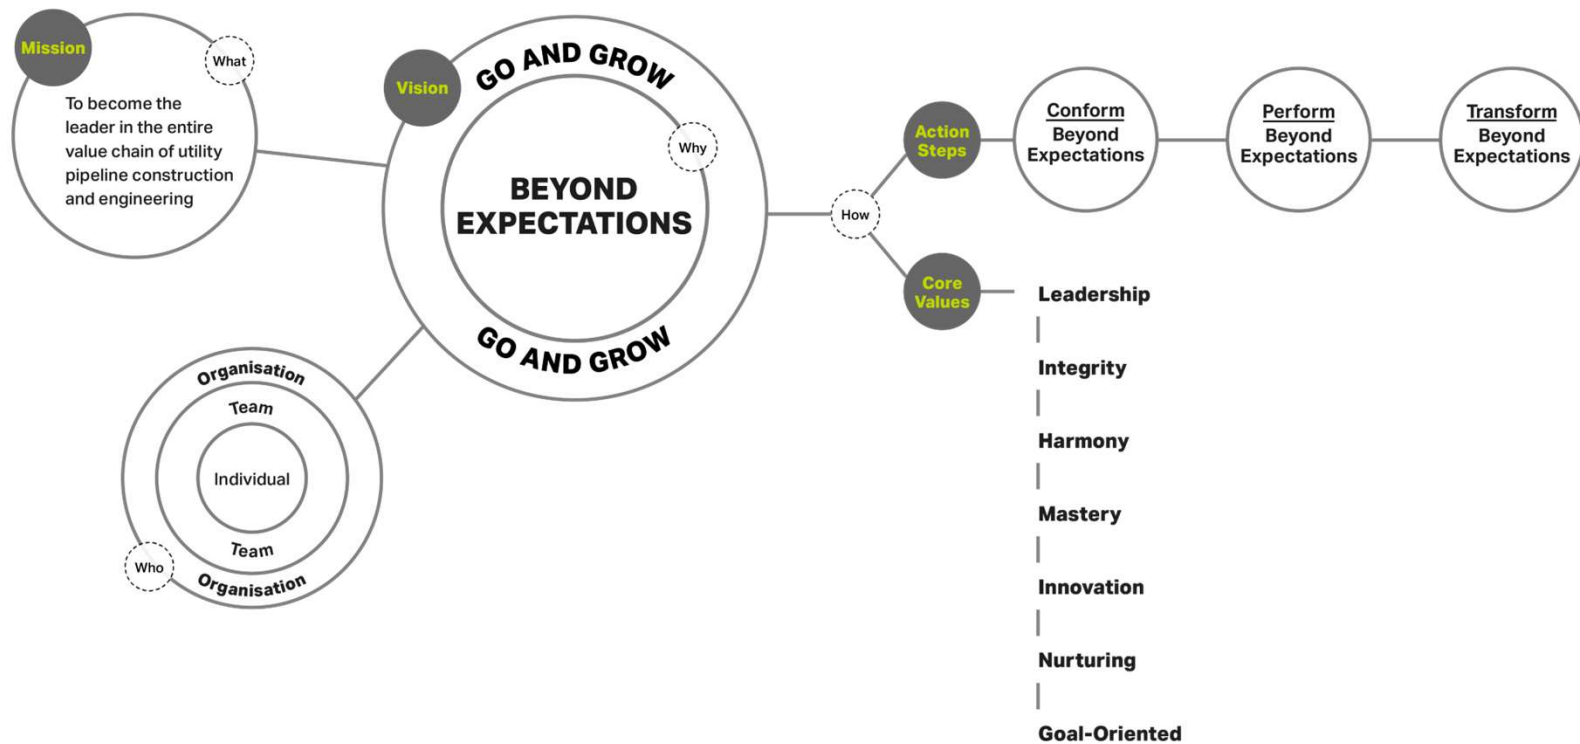 Mission
What
To become the
leader in the entire
value chain of utility
pipeline construction
and engineering
Vision
GO AND GROW
Why
BEYOND
EXPECTATIONS
GO AND GROW
Organisation
Team
Individual
Team
Organisation
Who
How
Action
Steps
Conform
Beyond
Expectations
Perform
Beyond
Expectations
Transform
Beyond
Expectations
Core
Values
Leadership
Integrity
Harmony
Mastery
Innovation
Nurturing
Goal-Oriented